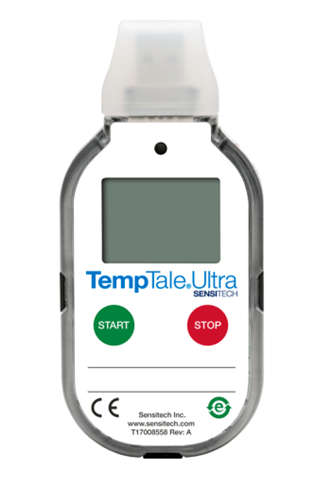 TempTale®Ultra
SENSITECH
START STOP
CE
Sensitech Inc.
www.sensitech.com
T17008558 Rev: A